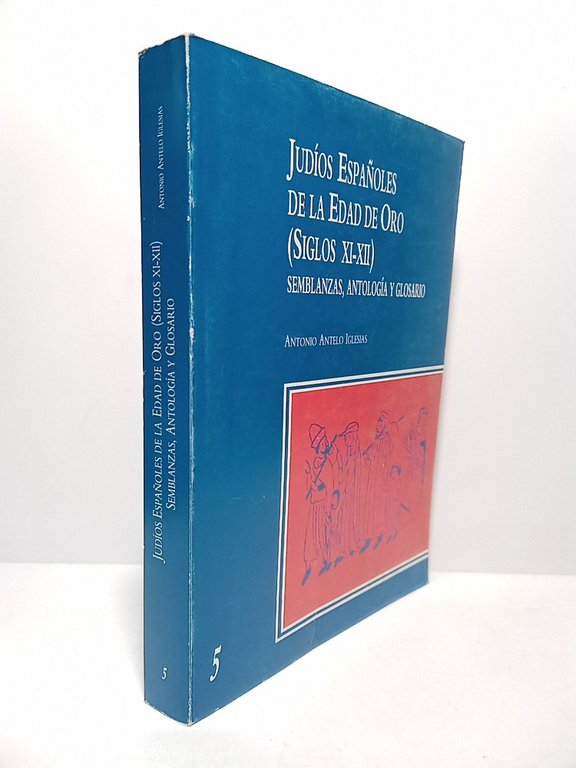 Judíos Españoles
de la Edad de Oro
(Siglos XI-XII)
Semblanzas, Antología y Glosario
Antonio Antelo Iglesias
5
Judíos Españoles de la Edad de Oro (Siglos XI-XII)
Semblanzas, Antología y Glosario
Antonio Antelo Iglesias
5